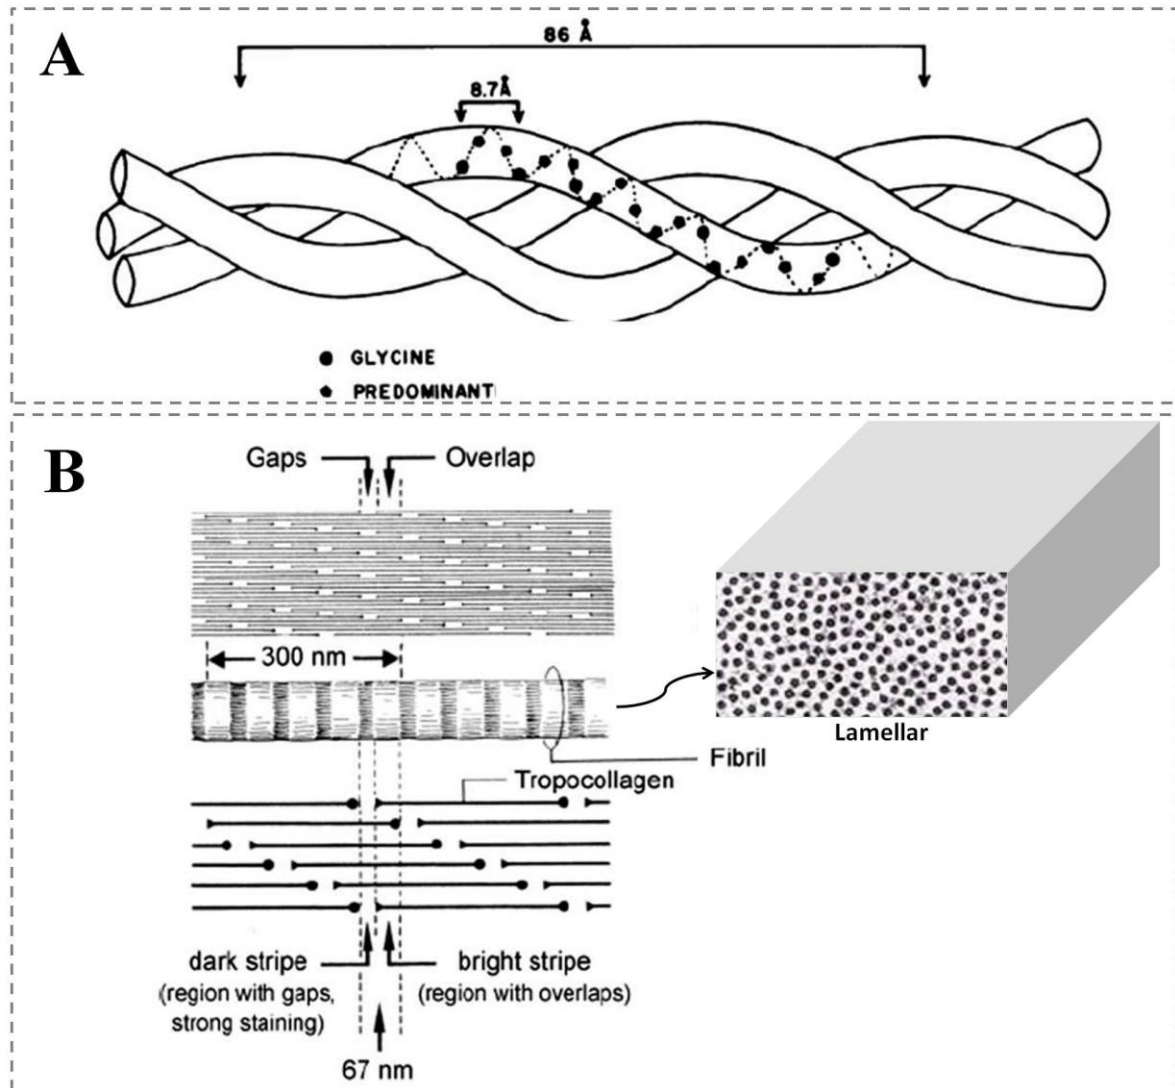 A
86 Å
8.7Å
GLYCINE
PREDOMINANT
B
Gaps
Overlap
300 nm
Lamellar
Fibril
Tropocollagen
dark stripe
(region with gaps,
strong staining)
bright stripe
(region with overlaps)
67 nm